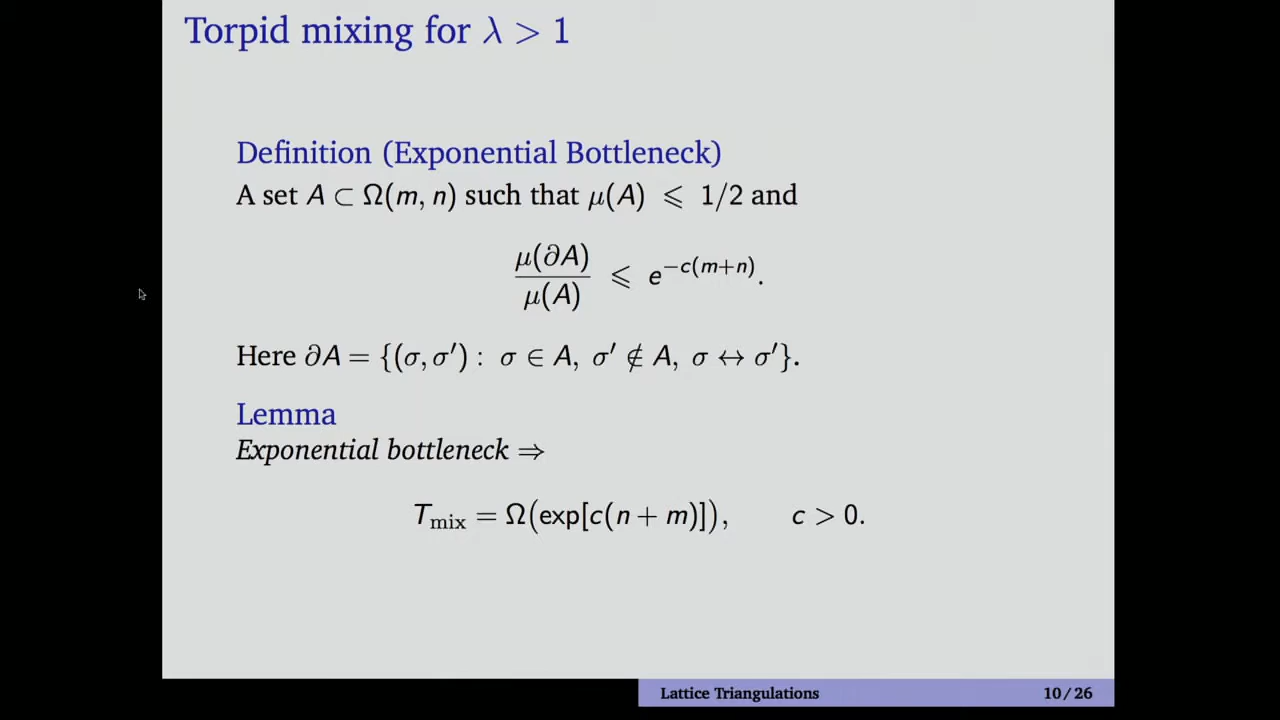 Torpid mixing for λ > 1
Definition (Exponential Bottleneck)
A set A ⊂ Ω(m, n) such that μ(A) ⩽ 1/2 and
μ(∂A) / μ(A) ⩽ e^{−c(m+n)}.
Here ∂A = {(σ, σ′) : σ ∈ A, σ′ ∉ A, σ ↔ σ′}.
Lemma
Exponential bottleneck ⇒
T_mix = Ω(exp[c(n + m)]), c > 0.
Lattice Triangulations 10 / 26